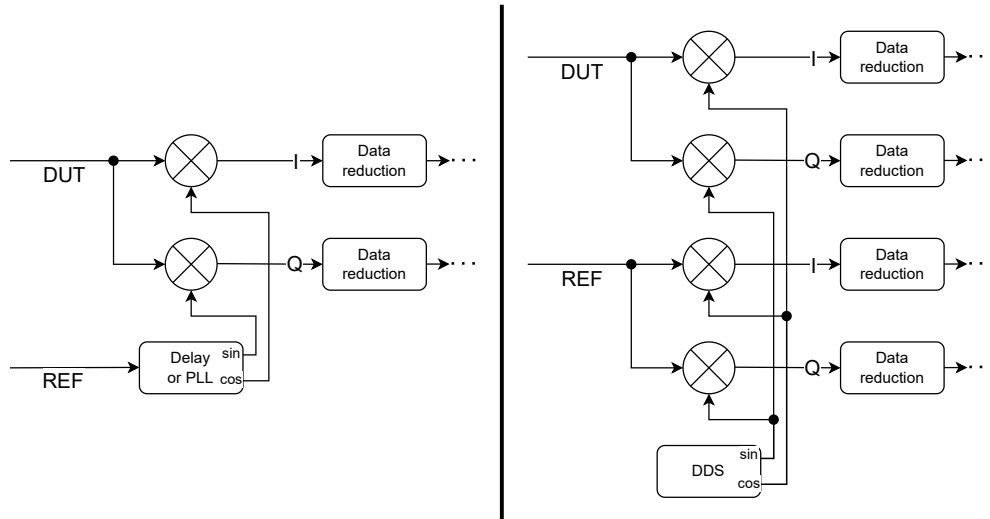 DUT
I
Data
reduction
...
Q
Data
reduction
...
REF
Delay
or PLL
sin
cos
DUT
I
Data
reduction
...
Q
Data
reduction
...
REF
I
Data
reduction
...
Q
Data
reduction
...
DDS
sin
cos